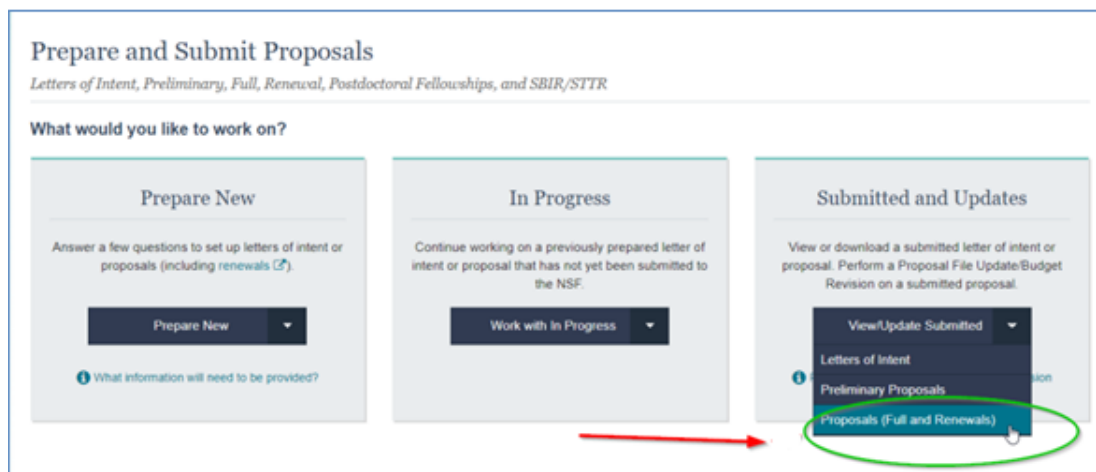 Prepare and Submit Proposals
Letters of Intent, Preliminary, Full, Renewal, Postdoctoral Fellowships, and SBIR/STTR
What would you like to work on?
Prepare New
Answer a few questions to set up letters of intent or
proposals (including renewals).
Prepare New
What information will need to be provided?
In Progress
Continue working on a previously prepared letter of
intent or proposal that has not yet been submitted to
the NSF.
Work with In Progress
Submitted and Updates
View or download a submitted letter of intent or
proposal. Perform a Proposal File Update/Budget
Revision on a submitted proposal.
View/Update Submitted
Letters of Intent
Preliminary Proposals
Proposals (Full and Renewals)